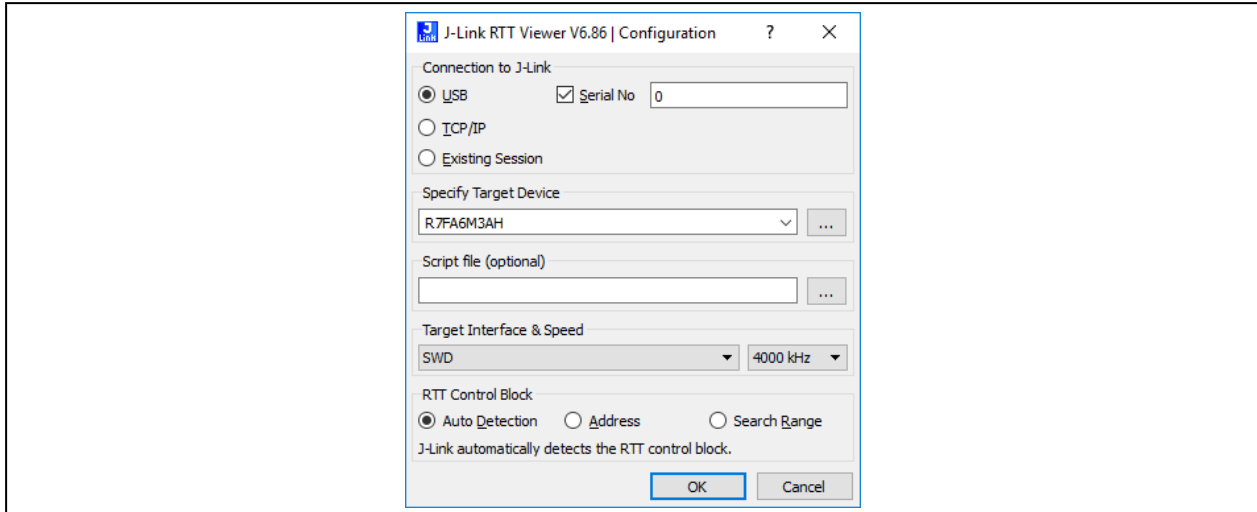 J-Link RTT Viewer V6.86 | Configuration ?
Connection to J-Link
USB Serial No 0
TCP/IP
Existing Session
Specify Target Device
R7FA6M3AH ...
Script file (optional)
...
Target Interface & Speed
SWD 4000 kHz
RTT Control Block
Auto Detection Address Search Range
J-Link automatically detects the RTT control block.
OK Cancel